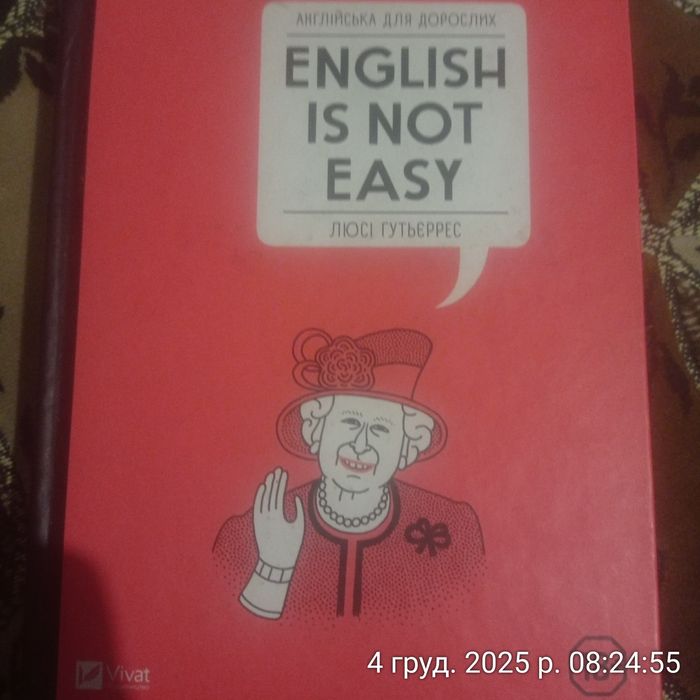 АНГЛІЙСЬКА ДЛЯ ДОРОСЛИХ
ENGLISH
IS NOT
EASY
ЛЮСІ ГУТЬЄРРЕС
Vivat
4 груд. 2025 р. 08:24:55